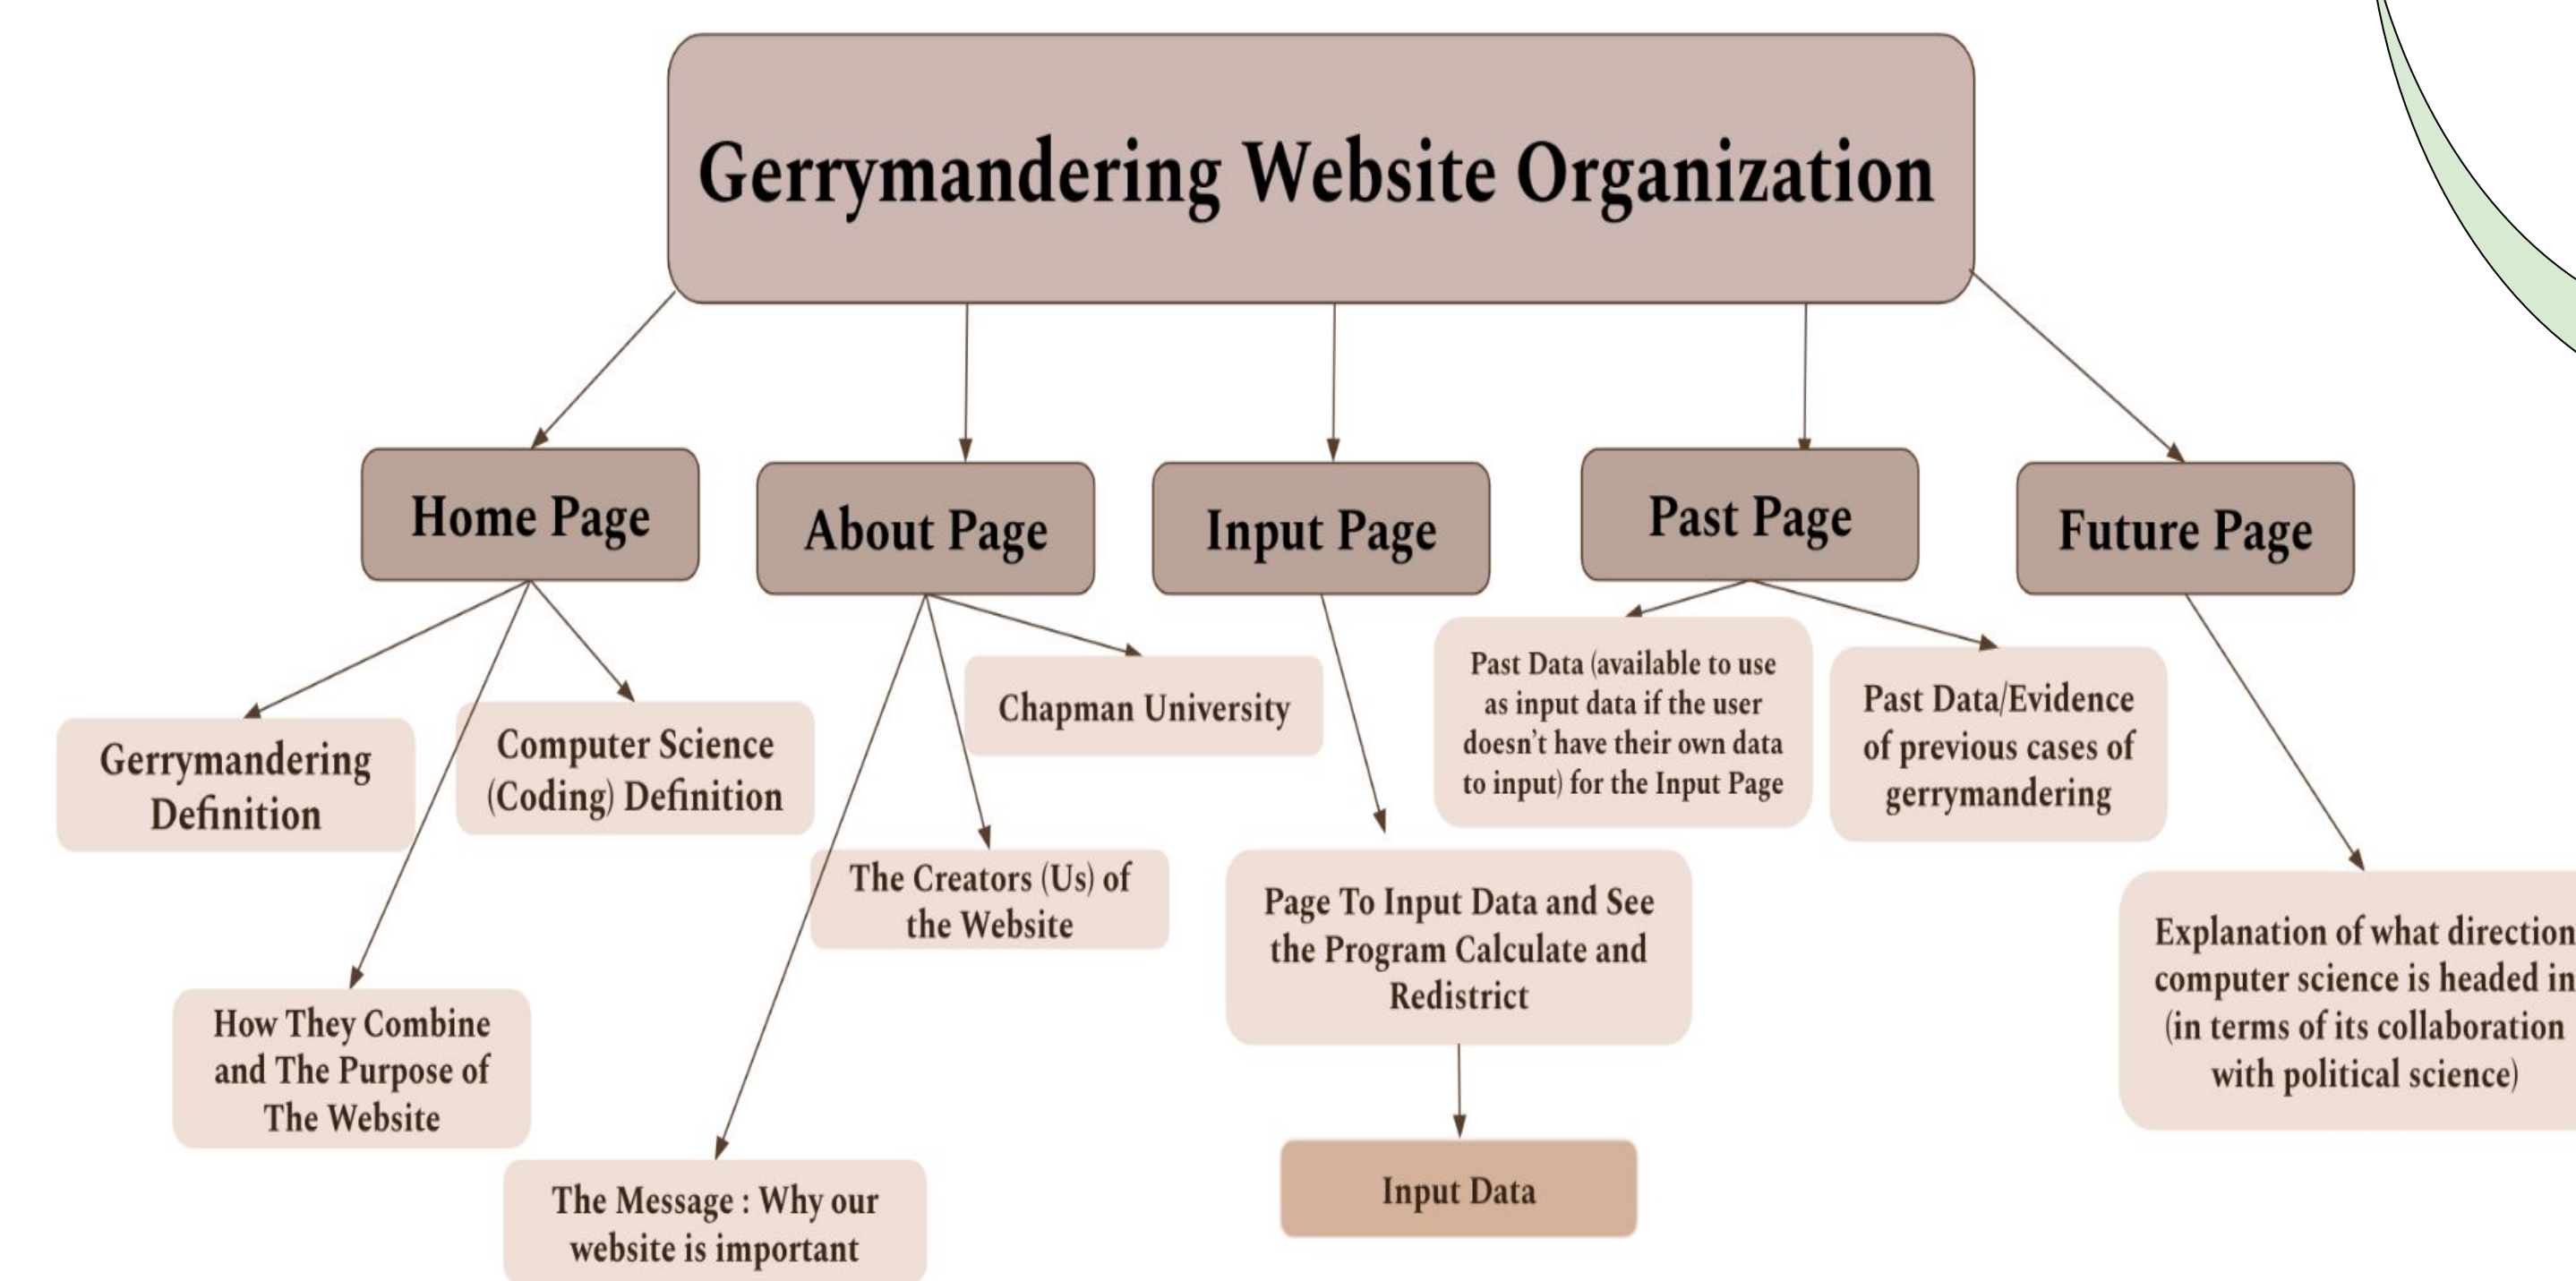 Gerrymandering Website Organization
Home Page
About Page
Input Page
Past Page
Future Page
Gerrymandering
Definition
Computer Science
(Coding) Definition
How They Combine
and The Purpose of
The Website
Chapman University
The Creators (Us) of
the Website
The Message : Why our
website is important
Page To Input Data and See
the Program Calculate and
Redistrict
Input Data
Past Data (available to use
as input data if the user
doesn't have their own data
to input) for the Input Page
Past Data/Evidence
of previous cases of
gerrymandering
Explanation of what direction
computer science is headed in
(in terms of its collaboration
with political science)